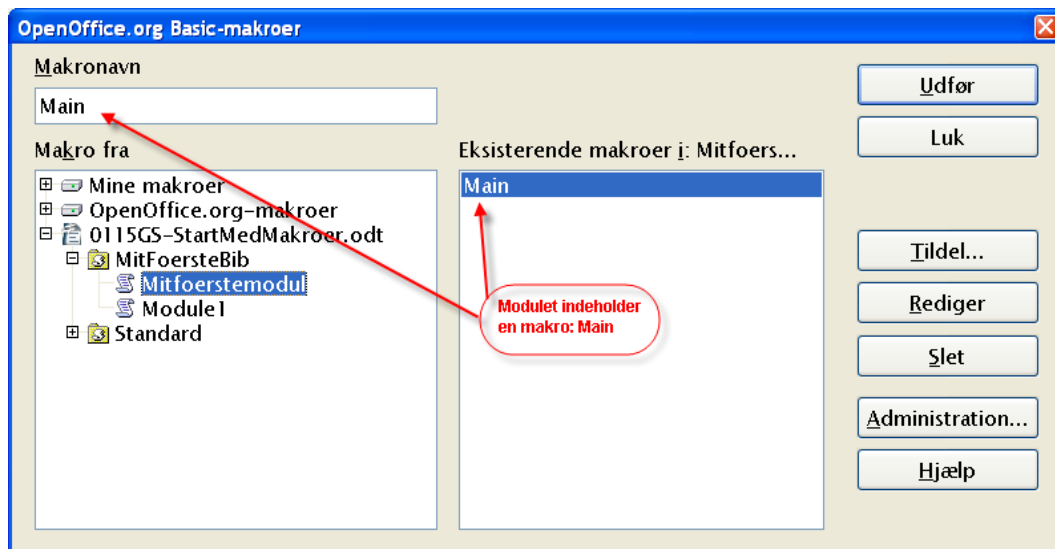 OpenOffice.org Basic-makroer
Makronavn
Main
Makro fra
Mine makroer
OpenOffice.org-makroer
0115GS-StartMedMakroer.odt
MitFoersteBib
Mitfoerstemodul
Module1
Standard
Eksisterende makroer i: Mitfoers...
Main
Modulet indeholder
en makro: Main
Udfør
Luk
Tildel...
Rediger
Slet
Administration...
Hjælp